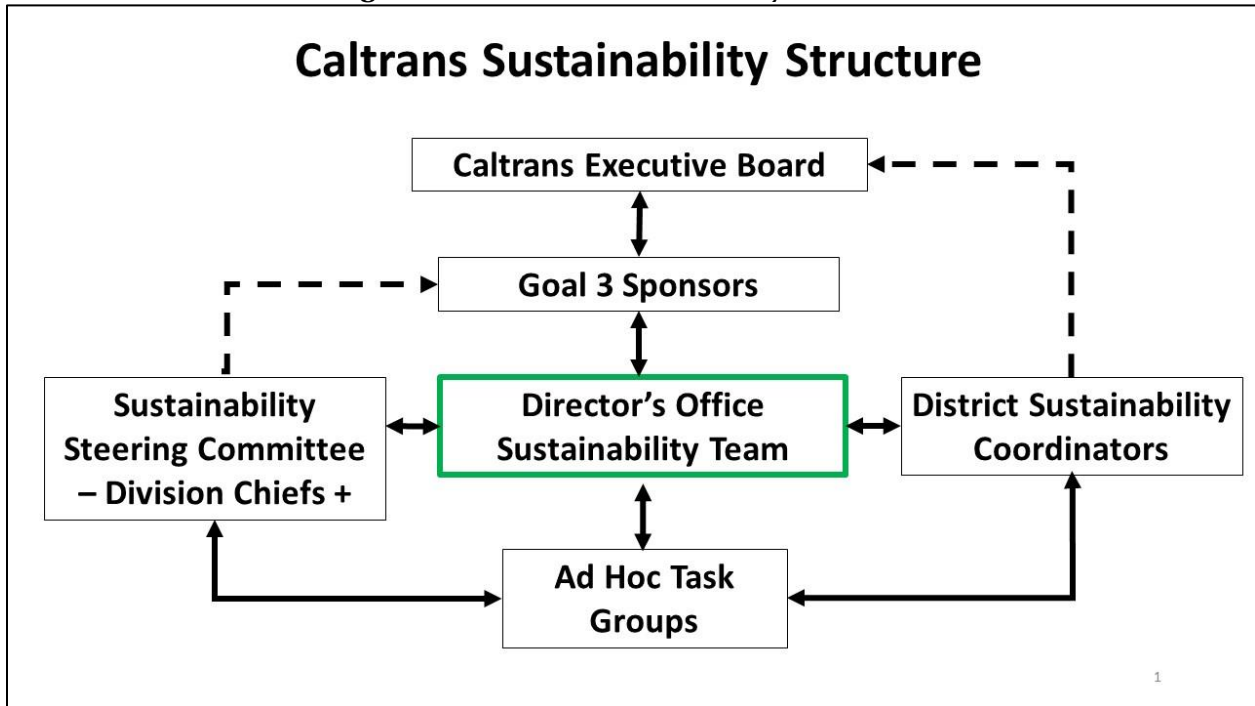 Caltrans Sustainability Structure
Caltrans Executive Board
Goal 3 Sponsors
Sustainability
Steering Committee
– Division Chiefs +
Director's Office
Sustainability Team
District Sustainability
Coordinators
Ad Hoc Task
Groups
1